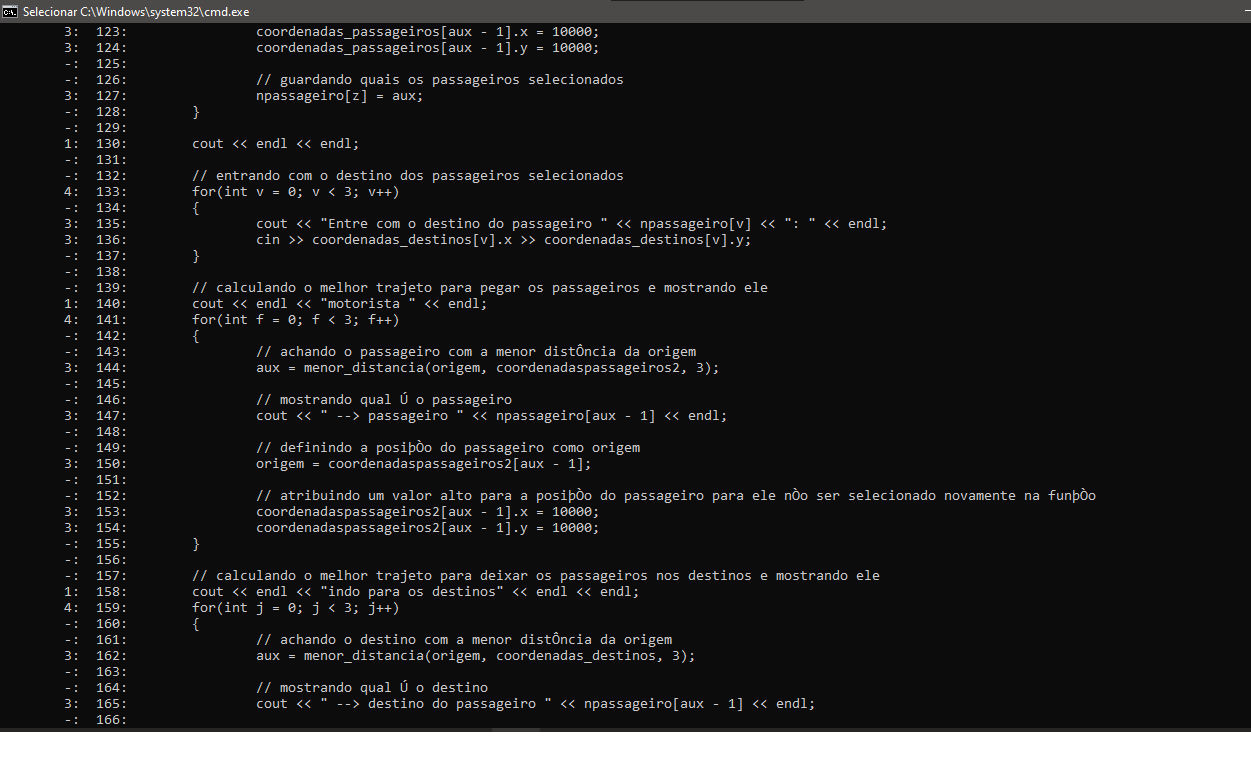 Selecionar C:\Windows\system32\cmd.exe
3: 123: coordenadas_passageiros[aux - 1].x = 10000;
3: 124: coordenadas_passageiros[aux - 1].y = 10000;
-: 125:
-: 126: // guardando quais os passageiros selecionados
3: 127: npassageiro[z] = aux;
-: 128: }
-: 129:
1: 130: cout << endl << endl;
-: 131:
-: 132: // entrando com o destino dos passageiros selecionados
4: 133: for(int v = 0; v < 3; v++)
-: 134: {
3: 135: cout << "Entre com o destino do passageiro " << npassageiro[v] << ": " << endl;
3: 136: cin >> coordenadas_destinos[v].x >> coordenadas_destinos[v].y;
-: 137: }
-: 138:
-: 139: // calculando o melhor trajeto para pegar os passageiros e mostrando ele
1: 140: cout << endl << "motorista " << endl;
4: 141: for(int f = 0; f < 3; f++)
-: 142: {
-: 143: // achando o passageiro com a menor distÔncia da origem
3: 144: aux = menor_distancia(origem, coordenadaspassageiros2, 3);
-: 145:
-: 146: // mostrando qual Ú o passageiro
3: 147: cout << " --> passageiro " << npassageiro[aux - 1] << endl;
-: 148:
-: 149: // definindo a posiþÒo do passageiro como origem
3: 150: origem = coordenadaspassageiros2[aux - 1];
-: 151:
-: 152: // atribuindo um valor alto para a posiþÒo do passageiro para ele nÒo ser selecionado novamente na funþÒo
3: 153: coordenadaspassageiros2[aux - 1].x = 10000;
3: 154: coordenadaspassageiros2[aux - 1].y = 10000;
-: 155: }
-: 156:
-: 157: // calculando o melhor trajeto para deixar os passageiros nos destinos e mostrando ele
1: 158: cout << endl << "indo para os destinos" << endl << endl;
4: 159: for(int j = 0; j < 3; j++)
-: 160: {
-: 161: // achando o destino com a menor distÔncia da origem
3: 162: aux = menor_distancia(origem, coordenadas_destinos, 3);
-: 163:
-: 164: // mostrando qual Ú o destino
3: 165: cout << " --> destino do passageiro " << npassageiro[aux - 1] << endl;
-: 166: